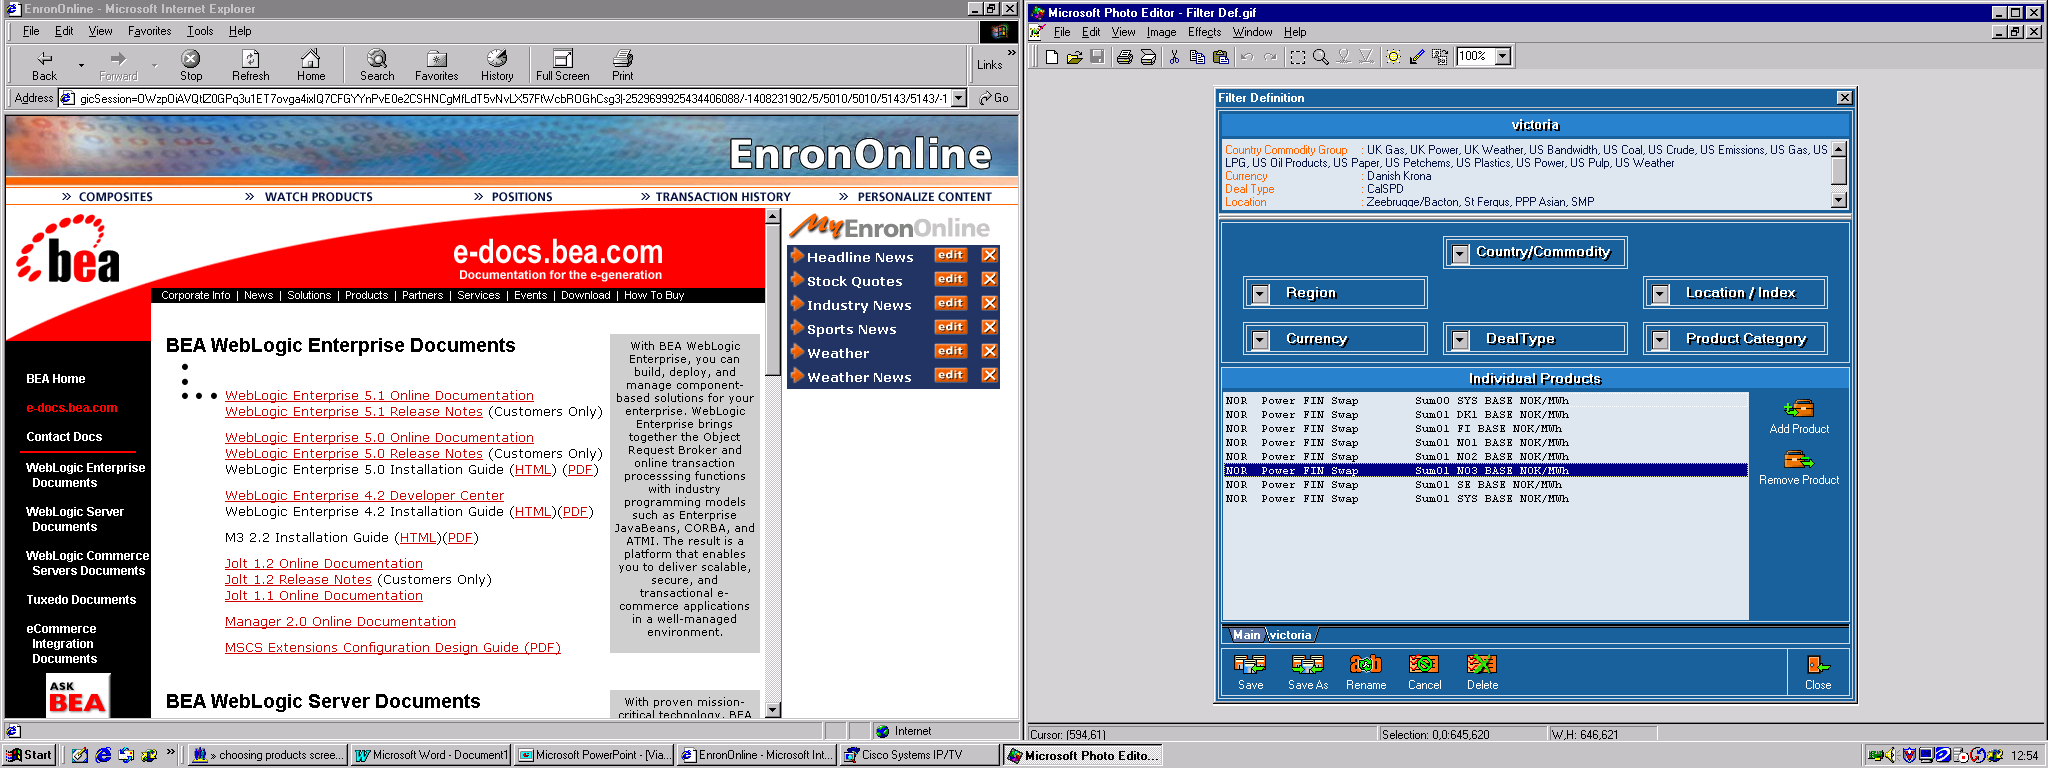 EnronOnline - Microsoft Internet Explorer
File Edit View Favorites Tools Help
Back Forward Stop Refresh Home Search Favorites History Full Screen Print Links »
Address Go
EnronOnline
» COMPOSITES » WATCH PRODUCTS » POSITIONS » TRANSACTION HISTORY » PERSONALIZE CONTENT
bea
e-docs.bea.com
Documentation for the e-generation
Corporate Info | News | Solutions | Products | Partners | Services | Events | Download | How To Buy
BEA Home
e-docs.bea.com
Contact Docs
WebLogic Enterprise
Documents
WebLogic Server
Documents
WebLogic Commerce
Servers Documents
Tuxedo Documents
eCommerce
Integration
Documents
ASK
BEA
BEA WebLogic Enterprise Documents
WebLogic Enterprise 5.1 Online Documentation
WebLogic Enterprise 5.1 Release Notes (Customers Only)
WebLogic Enterprise 5.0 Online Documentation
WebLogic Enterprise 5.0 Release Notes (Customers Only)
WebLogic Enterprise 5.0 Installation Guide (HTML) (PDF)
WebLogic Enterprise 4.2 Developer Center
WebLogic Enterprise 4.2 Installation Guide (HTML)(PDF)
M3 2.2 Installation Guide (HTML)(PDF)
Jolt 1.2 Online Documentation
Jolt 1.2 Release Notes (Customers Only)
Jolt 1.1 Online Documentation
Manager 2.0 Online Documentation
MSCS Extensions Configuration Design Guide (PDF)
BEA WebLogic Server Documents
With BEA WebLogic
Enterprise, you can
build, deploy, and
manage component-
based solutions for your
enterprise. WebLogic
Enterprise brings
together the Object
Request Broker and
online transaction
processsing functions
with industry
programming models
such as Enterprise
JavaBeans, CORBA, and
ATMI. The result is a
platform that enables
you to deliver scalable,
secure, and
transactional e-
commerce applications
in a well-managed
environment.
With proven mission-
critical technology, BEA
MyEnronOnline
Headline News edit
Stock Quotes edit
Industry News edit
Sports News edit
Weather edit
Weather News edit
Internet
Microsoft Photo Editor - Filter Def.gif
File Edit View Image Effects Window Help
100%
Filter Definition
victoria
Country Commodity Group : UK Gas, UK Power, UK Weather, US Bandwidth, US Coal, US Crude, US Emissions, US Gas, US
LPG, US Oil Products, US Paper, US Petchems, US Plastics, US Power, US Pulp, US Weather
Currency : Danish Krona
Deal Type : CalSPD
Location : Zeebrugge/Bacton, St Fergus, PPP Asian, SMP
Country/Commodity
Region Location / Index
Currency DealType Product Category
Individual Products
NOR Power FIN Swap Sum00 SYS BASE NOK/MWh
NOR Power FIN Swap Sum01 DK1 BASE NOK/MWh
NOR Power FIN Swap Sum01 FI BASE NOK/MWh
NOR Power FIN Swap Sum01 NO1 BASE NOK/MWh
NOR Power FIN Swap Sum01 NO2 BASE NOK/MWh
NOR Power FIN Swap Sum01 NO3 BASE NOK/MWh
NOR Power FIN Swap Sum01 SE BASE NOK/MWh
NOR Power FIN Swap Sum01 SYS BASE NOK/MWh
Add Product
Remove Product
Main victoria
Save Save As Rename Cancel Delete Close
Cursor: (594,61) Selection: 0,0:645,620 W,H: 646,621
Start » » choosing products scree... Microsoft Word - Document1 Microsoft PowerPoint - [Via... EnronOnline - Microsoft Int... Cisco Systems IP/TV Microsoft Photo Edito... 12:54